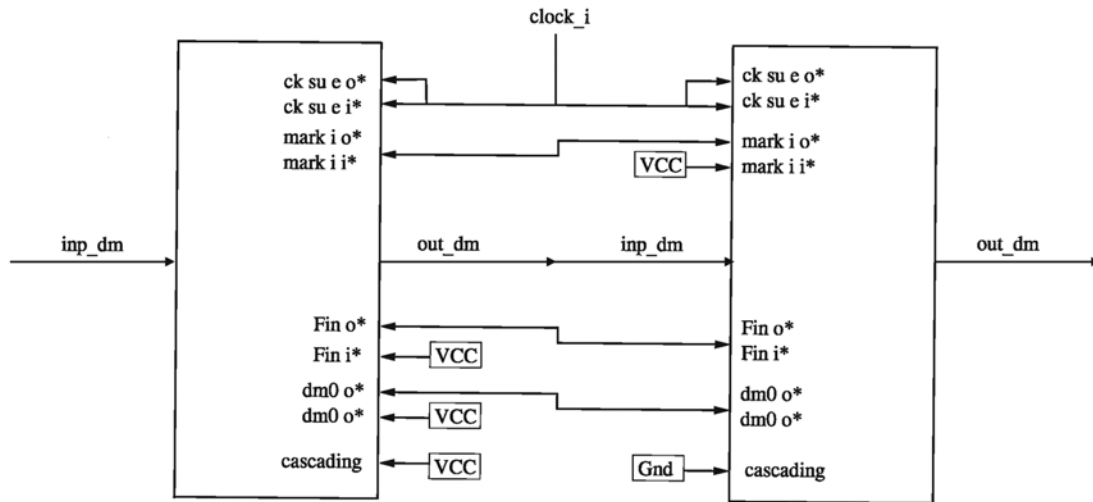 clock_i
ck su e o*
ck su e i*
mark i o*
mark i i*
ck su e o*
ck su e i*
mark i o*
VCC
mark i i*
inp_dm
out_dm
inp_dm
out_dm
Fin o*
Fin i*
VCC
dm0 o*
dm0 o*
VCC
cascading
VCC
Fin o*
Fin i*
dm0 o*
dm0 o*
Gnd
cascading